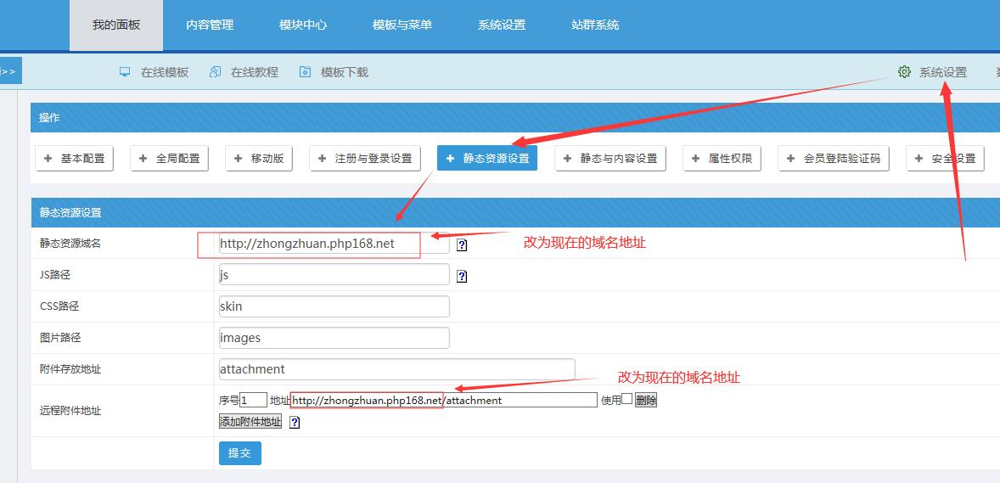 我的面板 内容管理 模块中心 模板与菜单 系统设置 站群系统
>> 在线模板 在线教程 模板下载 系统设置
操作
+ 基本配置 + 全局配置 + 移动版 + 注册与登录设置 + 静态资源设置 + 静态与内容设置 + 属性权限 + 会员登陆验证码 + 安全设置
静态资源设置
静态资源域名 http://zhongzhuan.php168.net ? 改为现在的域名地址
JS路径 js ?
CSS路径 skin
图片路径 images
附件存放地址 attachment
改为现在的域名地址
远程附件地址 序号 1 地址 http://zhongzhuan.php168.net/attachment 使用 删除
添加附件地址 ?
提交